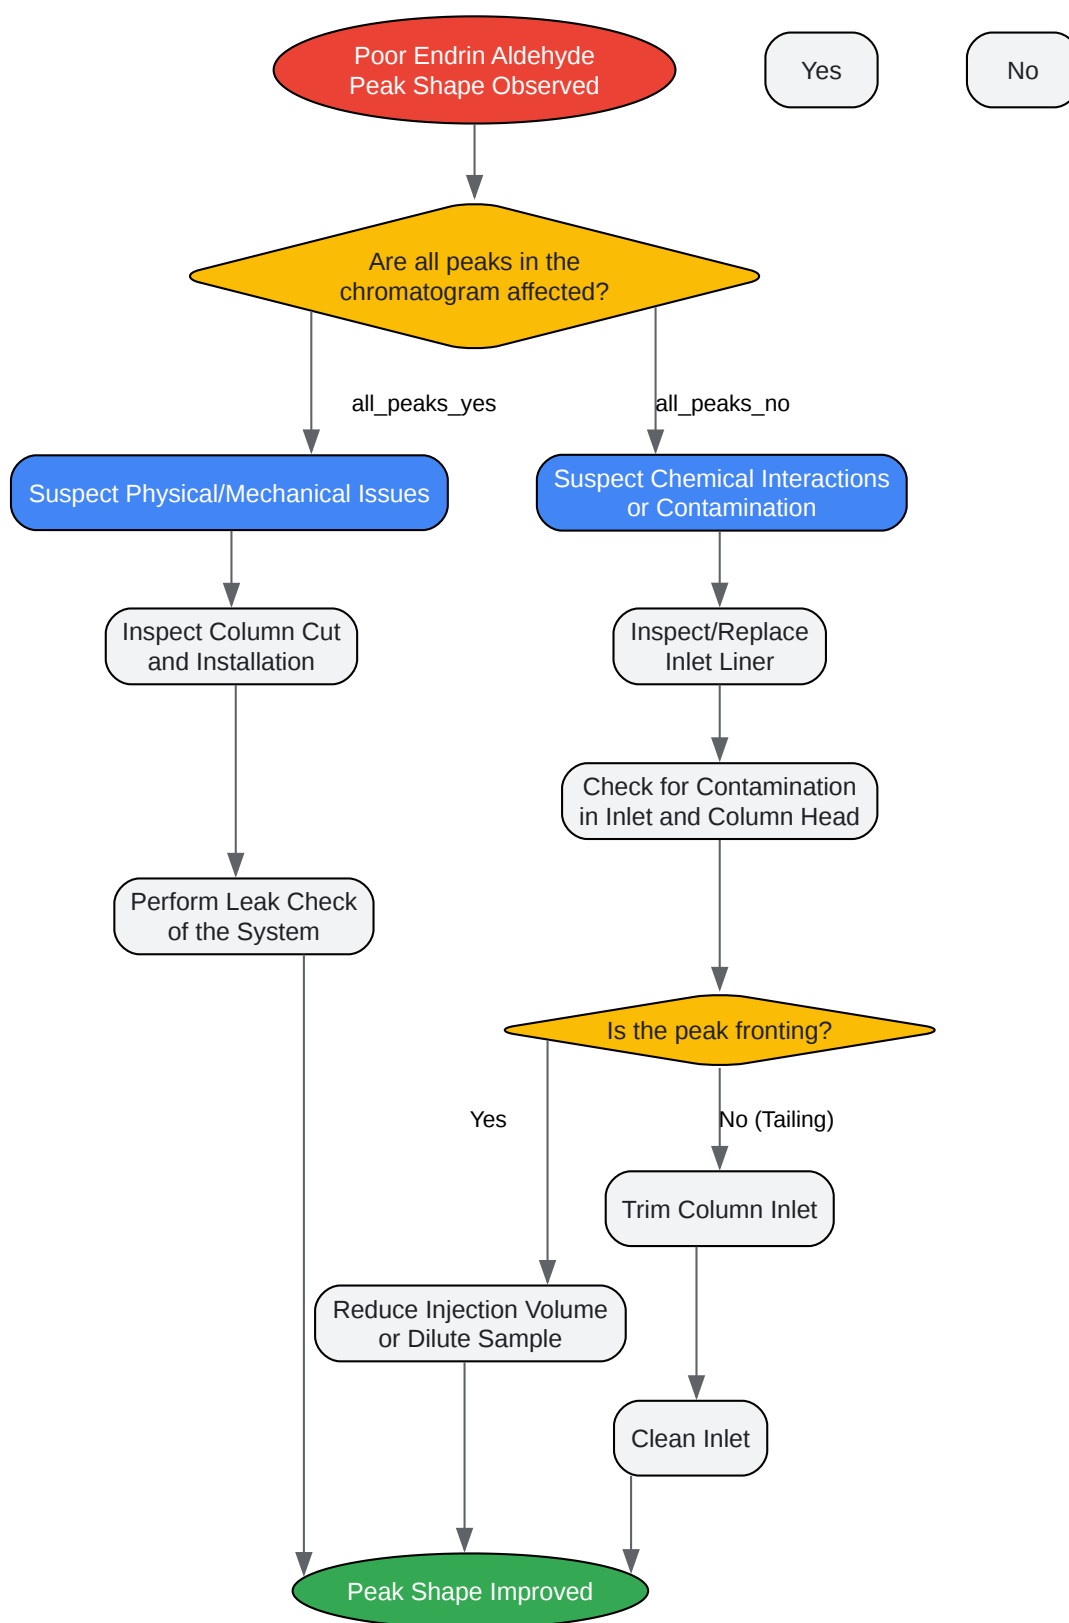 Poor Endrin Aldehyde
Peak Shape Observed
Yes
No
Are all peaks in the
chromatogram affected?
all_peaks_yes
all_peaks_no
Suspect Physical/Mechanical Issues
Suspect Chemical Interactions
or Contamination
Inspect Column Cut
and Installation
Inspect/Replace
Inlet Liner
Check for Contamination
in Inlet and Column Head
Perform Leak Check
of the System
Is the peak fronting?
Yes
No (Tailing)
Trim Column Inlet
Reduce Injection Volume
or Dilute Sample
Clean Inlet
Peak Shape Improved